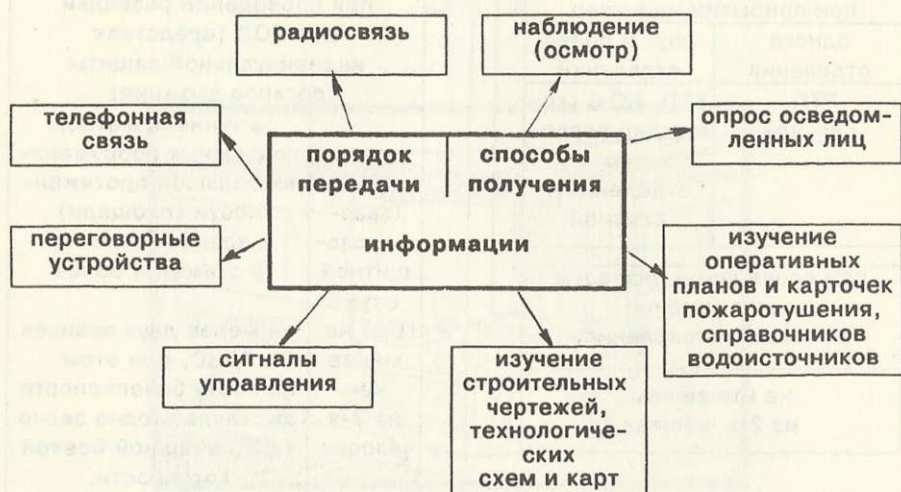 радиосвязь
наблюдение
(осмотр)
телефонная
связь
опрос осведом-
ленных лиц
порядок
передачи
способы
получения
информации
переговорные
устройства
изучение
оперативных
планов и карточек
пожаротушения,
справочников
водоисточников
сигналы
управления
изучение
строительных
чертежей,
технологиче-
ских
схем и карт